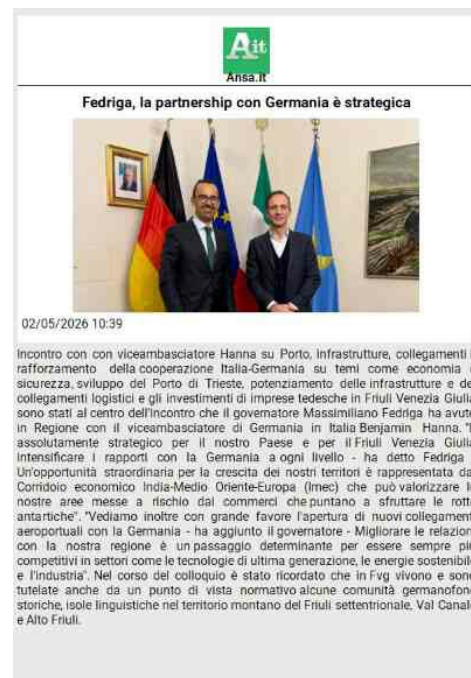 Ait
Ansa.it
Fedriga, la partnership con Germania è strategica
02/05/2026 10:39
Incontro con con viceambasciatore Hanna su Porto, Infrastrutture, collegamenti
rafforzamento della cooperazione Italia-Germania su temi come economia
sicurezza, sviluppo del Porto di Trieste, potenziamento delle infrastrutture e de
collegamenti logistici e gli investimenti di imprese tedesche in Friuli Venezia Giuli
sono stati al centro dell'incontro che il governatore Massimiliano Fedriga ha avut
in Regione con il viceambasciatore di Germania in Italia Benjamin Hanna.
assolutamente strategico per il nostro Paese e per il Friuli Venezia Giuli
intensificare i rapporti con la Germania a ogni livello - ha detto Fedriga
Un'opportunità straordinaria per la crescita dei nostri territori è rappresentata da
Corridoio economico India-Medio Oriente-Europa (Imec) che può valorizzare l
nostre aree messe a rischio dai commerci che puntano a sfruttare le rott
antartiche". "Vediamo inoltre con grande favore l'apertura di nuovi collegament
aeroportuali con la Germania - ha aggiunto il governatore - Migliorare le relazion
con la nostra regione è un passaggio determinante per essere sempre pi
competitivi in settori come le tecnologie di ultima generazione, le energie sostenibil
e l'industria". Nel corso del colloquio è stato ricordato che in Fvg vivono e son
tutelate anche da un punto di vista normativo alcune comunità germanofon
storiche, isole linguistiche nel territorio montano del Friuli settentrionale, Val Canal
e Alto Friuli.